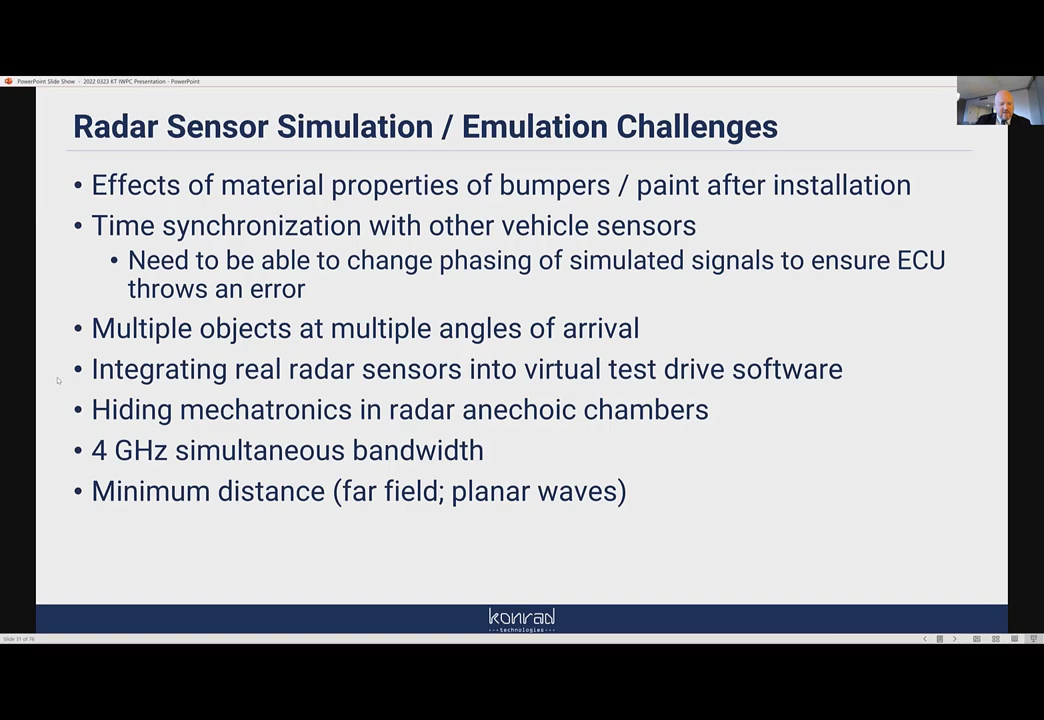 PowerPoint Slide Show - 2022 0323 KT IWPC Presentation - PowerPoint
Radar Sensor Simulation / Emulation Challenges
• Effects of material properties of bumpers / paint after installation
• Time synchronization with other vehicle sensors
• Need to be able to change phasing of simulated signals to ensure ECU
throws an error
• Multiple objects at multiple angles of arrival
• Integrating real radar sensors into virtual test drive software
• Hiding mechatronics in radar anechoic chambers
• 4 GHz simultaneous bandwidth
• Minimum distance (far field; planar waves)
konrad
technologies
Slide 31 of 76